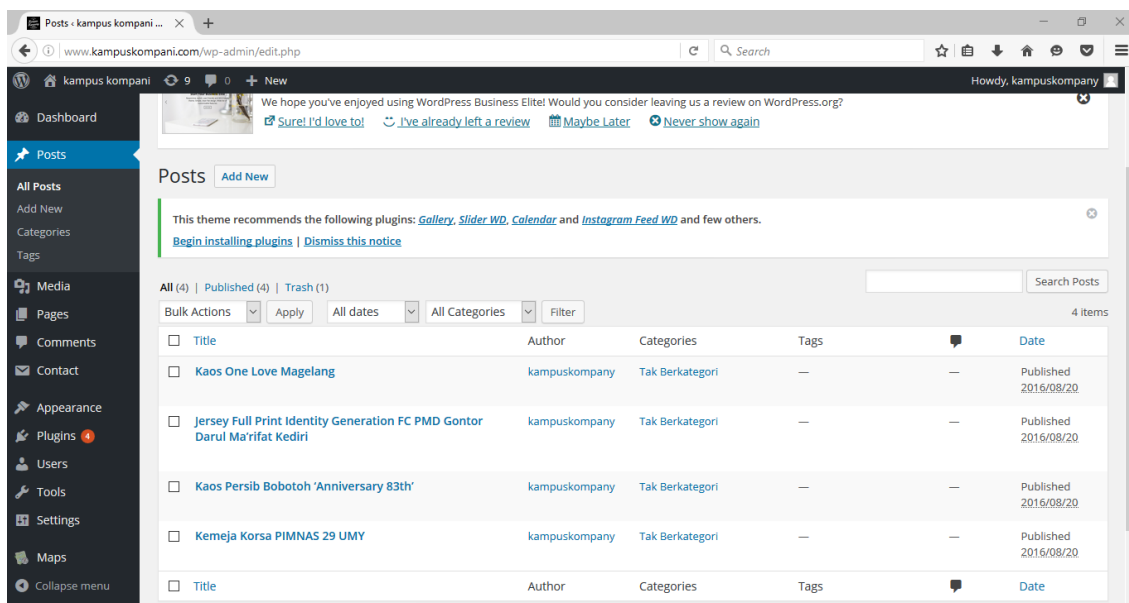 Posts ‹ kampus kompani ...
www.kampuskompani.com/wp-admin/edit.php
Search
kampus kompani 9 0 New
Howdy, kampuskompany
We hope you've enjoyed using WordPress Business Elite! Would you consider leaving us a review on WordPress.org?
Sure! I'd love to! I've already left a review Maybe Later Never show again
Dashboard
Posts
All Posts
Add New
Categories
Tags
Media
Pages
Comments
Contact
Appearance
Plugins 4
Users
Tools
Settings
Maps
Collapse menu
Posts Add New
This theme recommends the following plugins: Gallery, Slider WD, Calendar and Instagram Feed WD and few others.
Begin installing plugins | Dismiss this notice
All (4) | Published (4) | Trash (1)
Search Posts
Bulk Actions Apply All dates All Categories Filter
4 items
Title Author Categories Tags Date
Kaos One Love Magelang kampuskompany Tak Berkategori — — Published
2016/08/20
Jersey Full Print Identity Generation FC PMD Gontor kampuskompany Tak Berkategori — — Published
Darul Ma'rifat Kediri 2016/08/20
Kaos Persib Bobotoh 'Anniversary 83th' kampuskompany Tak Berkategori — — Published
2016/08/20
Kemeja Korsa PIMNAS 29 UMY kampuskompany Tak Berkategori — — Published
2016/08/20
Title Author Categories Tags Date